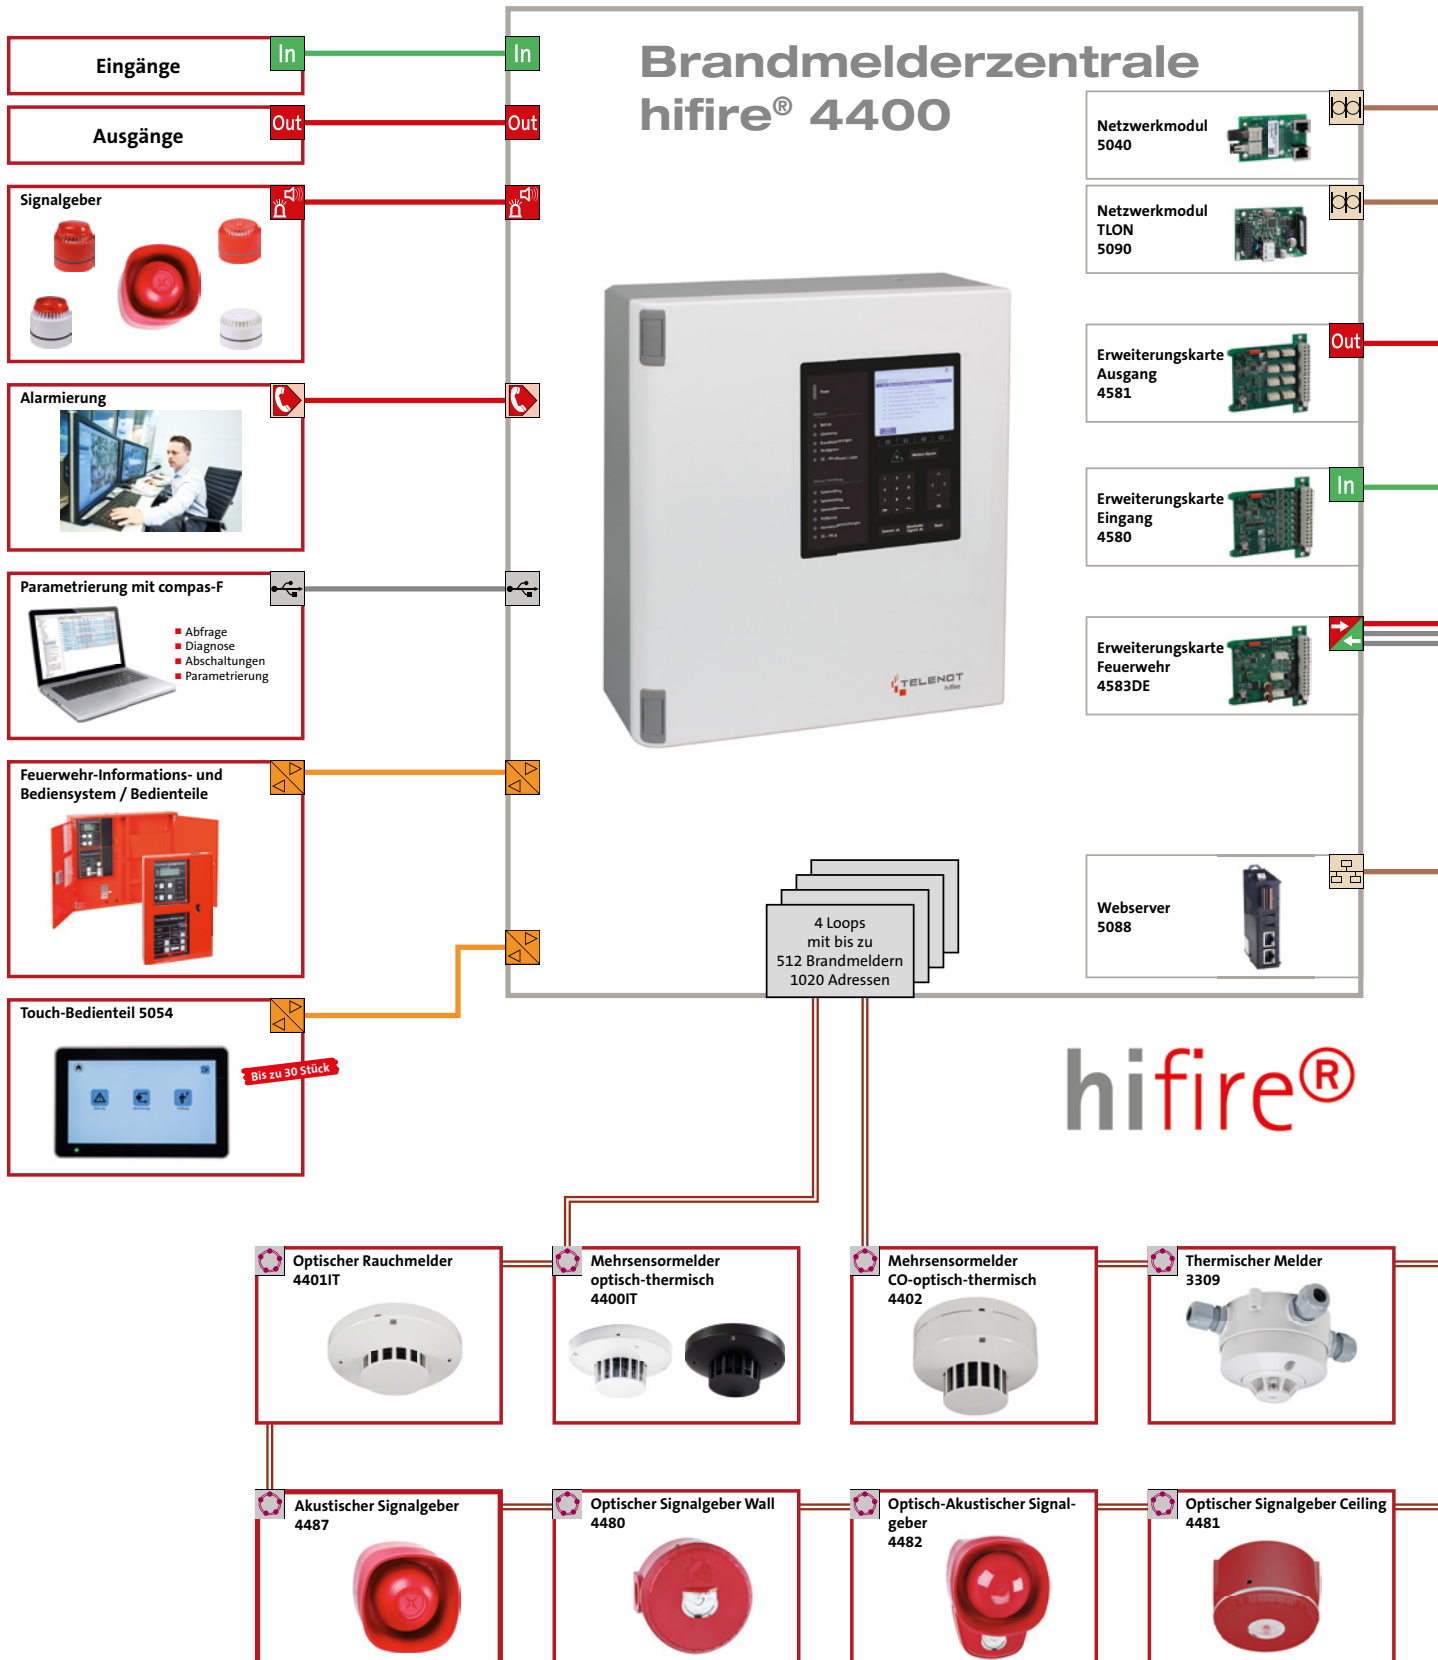 Eingänge
In
In
Ausgänge
Out
Out
Signalgeber
Alarmierung
Parametrierung mit compas-F
Abfrage
Diagnose
Abschaltungen
Parametrierung
Feuerwehr-Informations- und
Bediensystem / Bedienteile
Touch-Bedienteil 5054
Bis zu 30 Stück
Brandmelderzentrale
hifire® 4400
TELENOT
hifire
4 Loops
mit bis zu
512 Brandmeldern
1020 Adressen
Netzwerkmodul
5040
Netzwerkmodul
TLON
5090
Erweiterungskarte
Ausgang
4581
Out
Erweiterungskarte
Eingang
4580
In
Erweiterungskarte
Feuerwehr
4583DE
Webserver
5088
hifire®
Optischer Rauchmelder
4401IT
Mehrsensormelder
optisch-thermisch
4400IT
Mehrsensormelder
CO-optisch-thermisch
4402
Thermischer Melder
3309
Akustischer Signalgeber
4487
Optischer Signalgeber Wall
4480
Optisch-Akustischer Signal-
geber
4482
Optischer Signalgeber Ceiling
4481